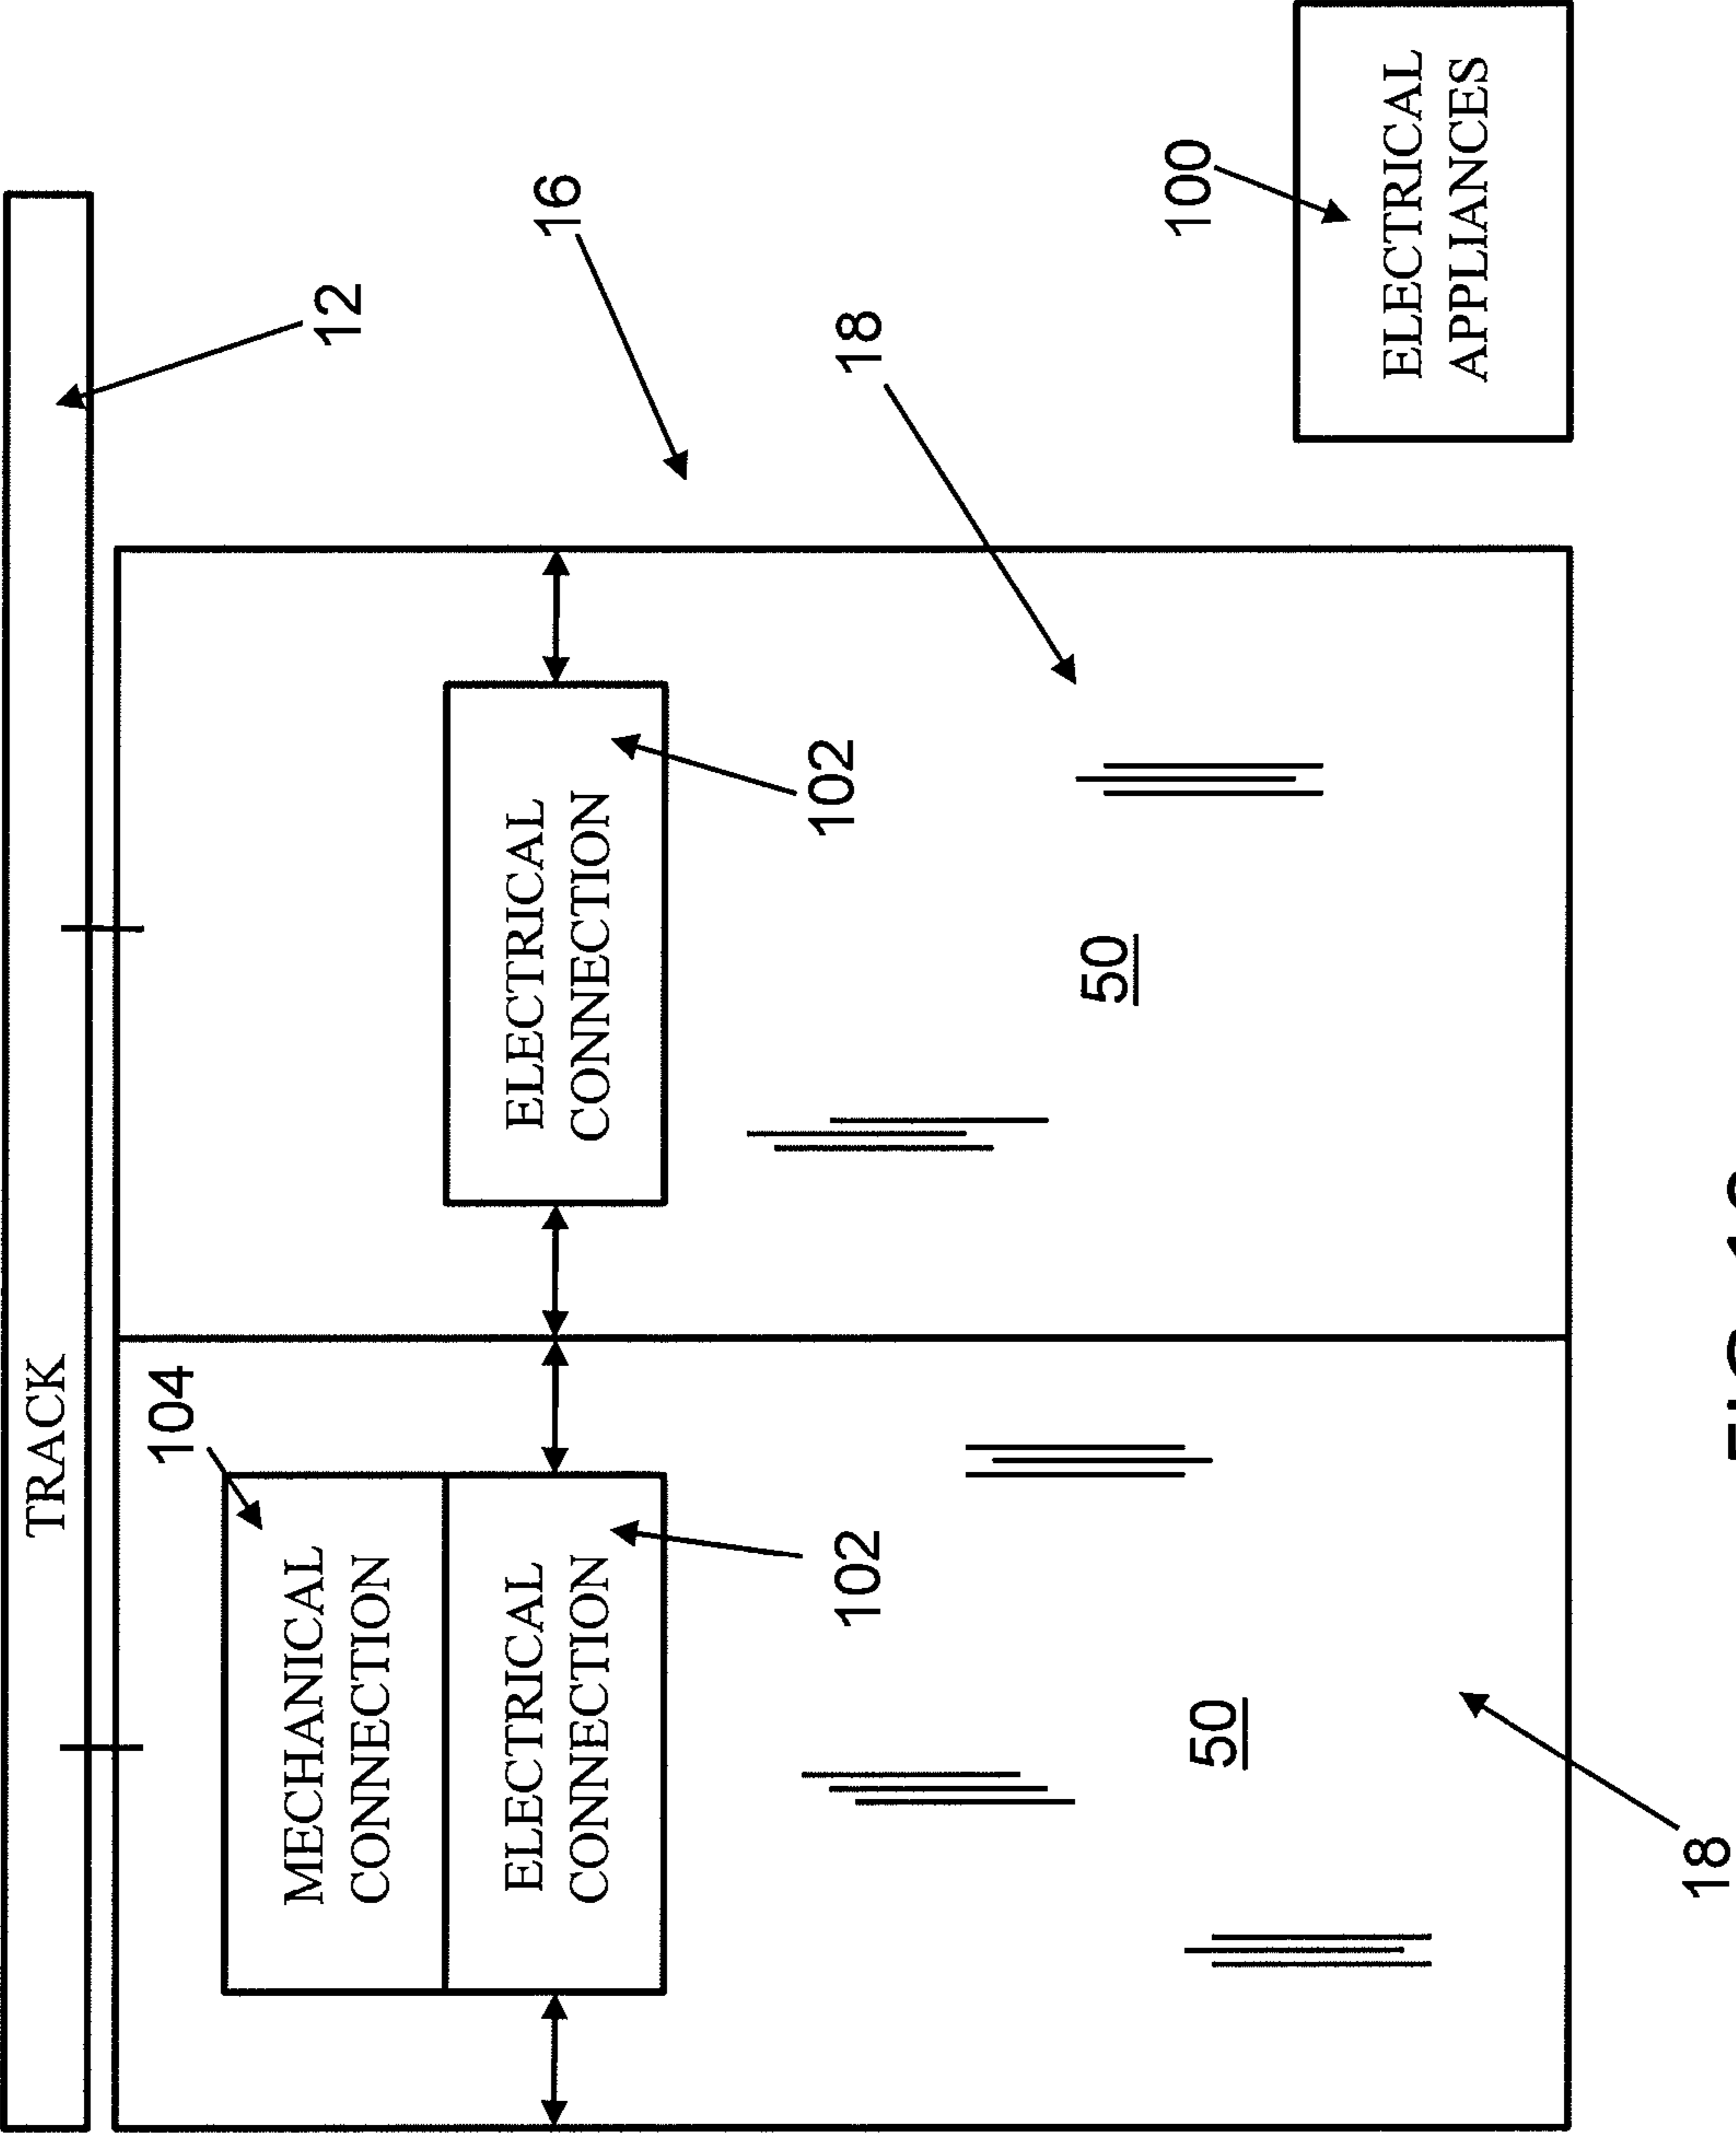 TRACK
104
12
MECHANICAL
CONNECTION
ELECTRICAL
CONNECTION
ELECTRICAL
CONNECTION
16
102
102
18
50
50
100
ELECTRICAL
APPLIANCES
18